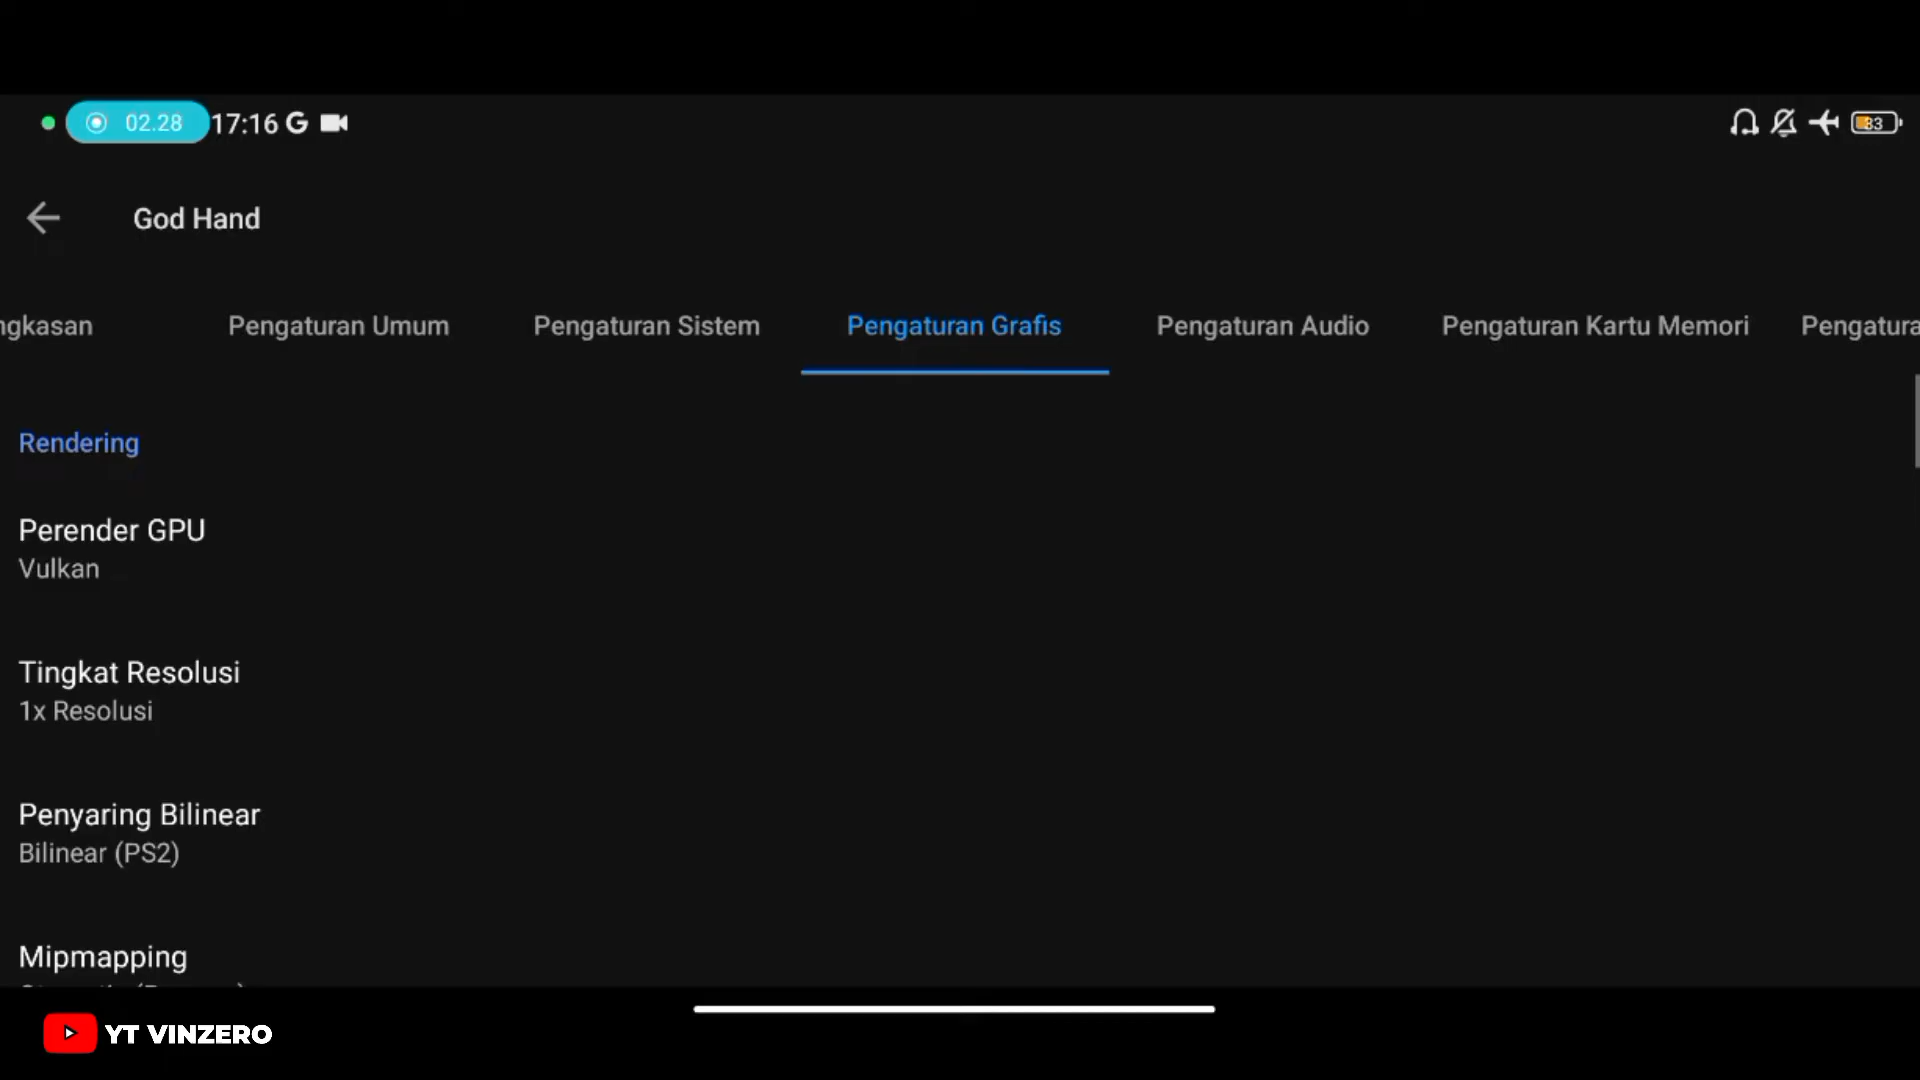 02.28 17:16 G 33
God Hand
ngkasan Pengaturan Umum Pengaturan Sistem Pengaturan Grafis Pengaturan Audio Pengaturan Kartu Memori Pengatura
Rendering
Perender GPU
Vulkan
Tingkat Resolusi
1x Resolusi
Penyaring Bilinear
Bilinear (PS2)
Mipmapping
YT VINZERO